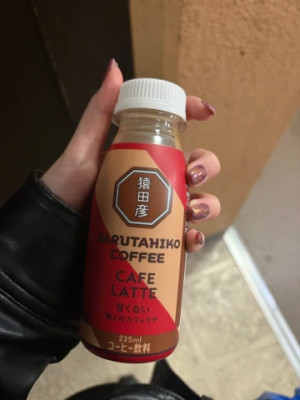 猿
田
彦
SARUTAHIKO
COFFEE
CAFE
LATTE
甘くない
235ml
コーヒー飲料